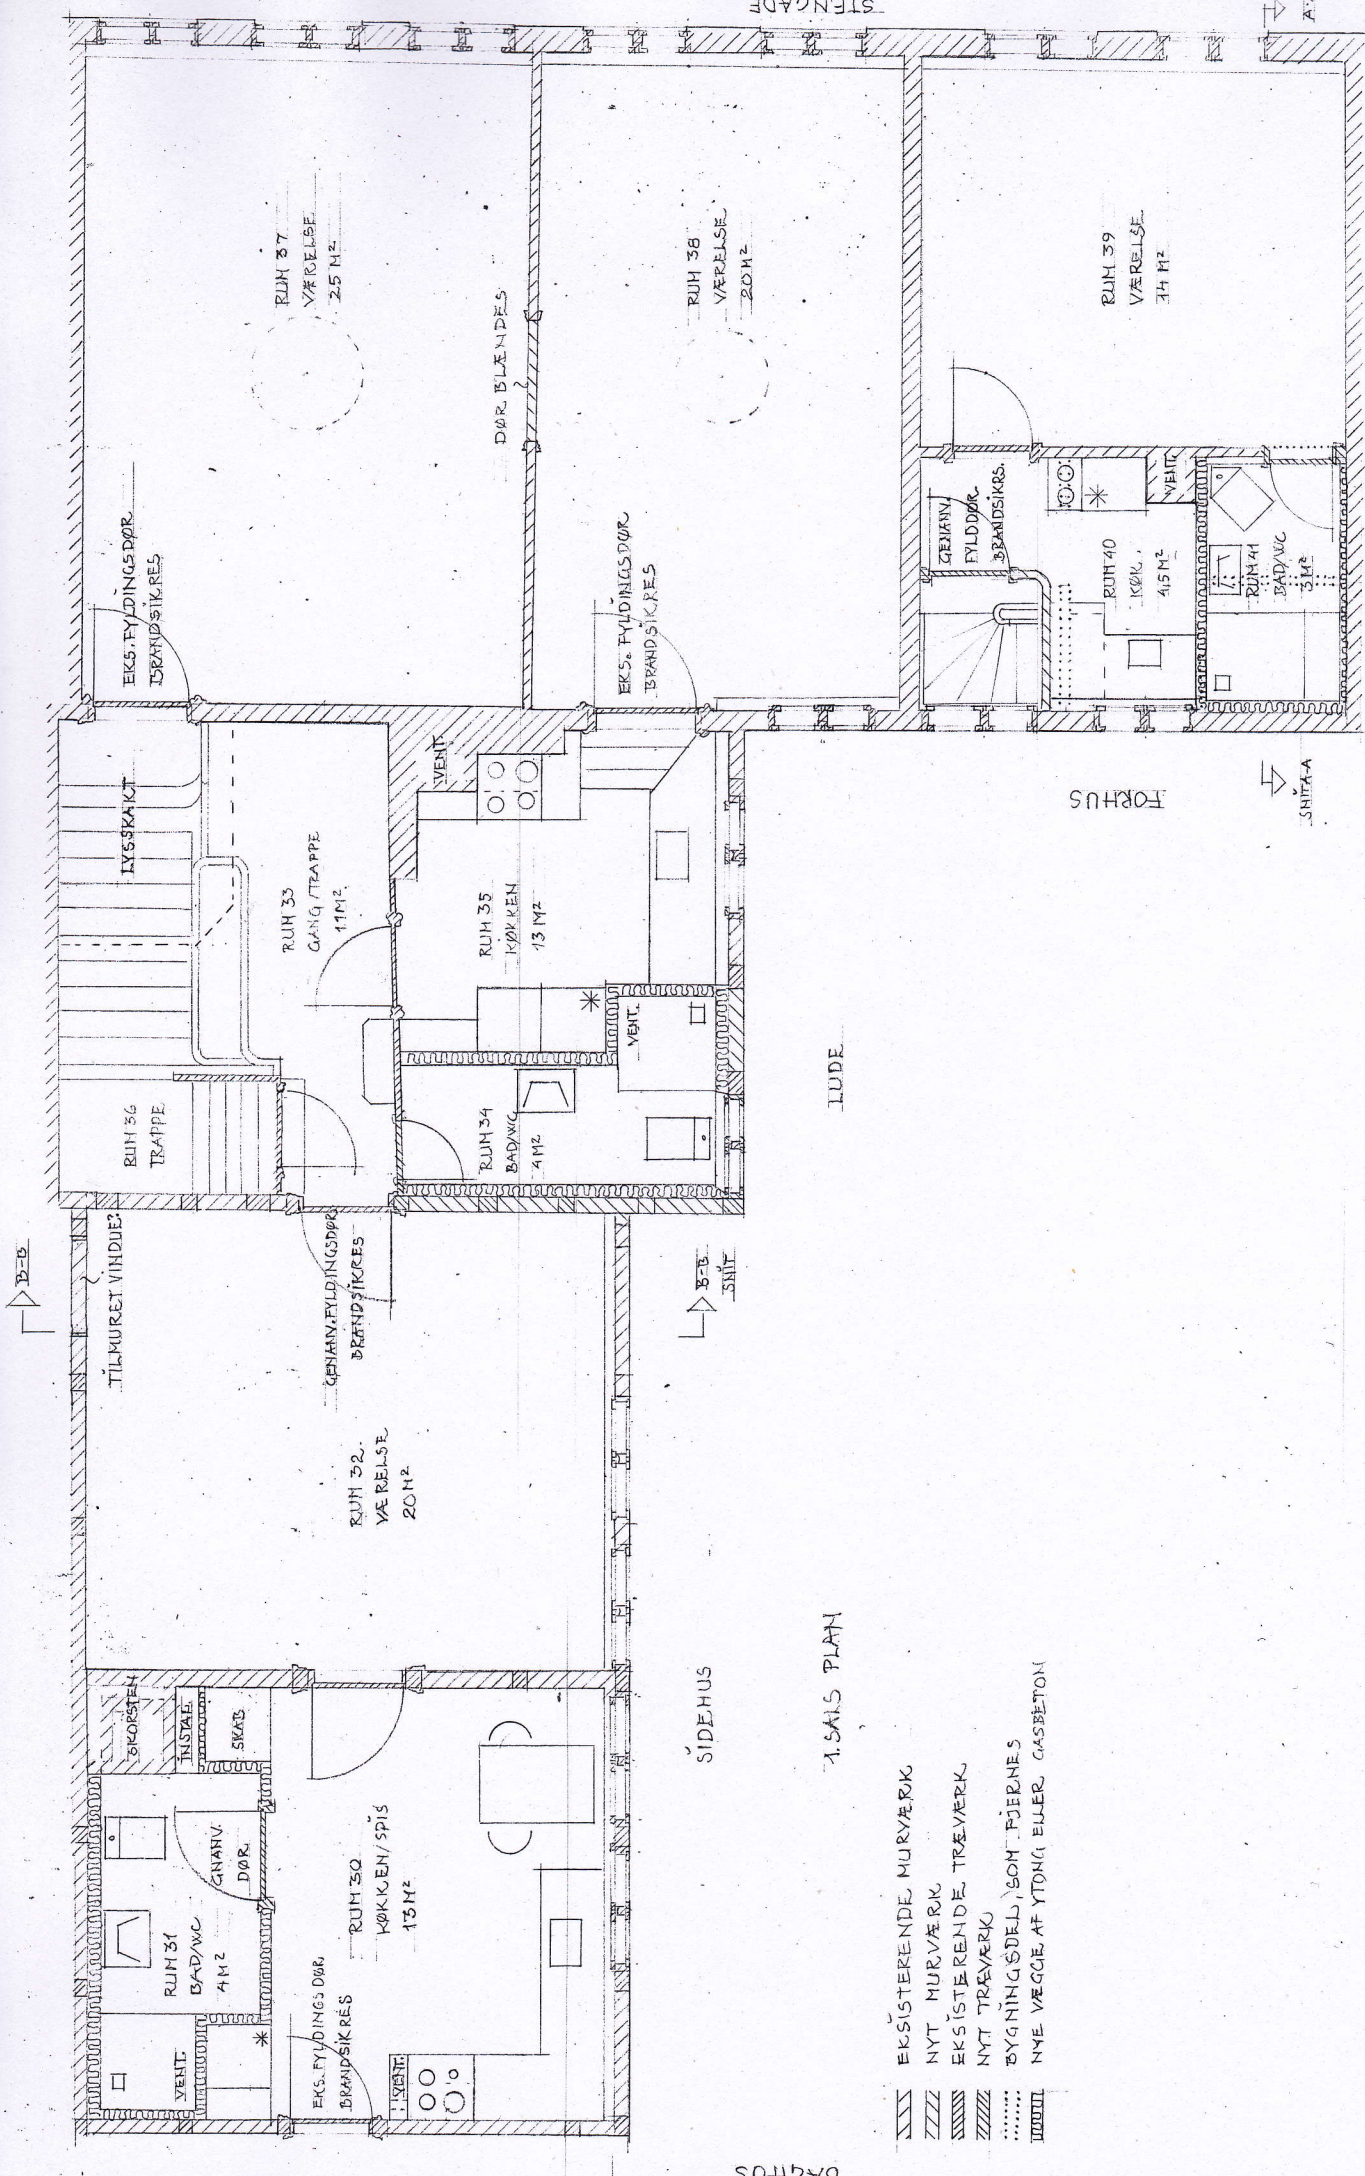 STENGADE
RUM 37
VÆRELSE
25 M²
DØR BLÆNDES
RUM 38
VÆRELSE
20 M²
RUM 39
VÆRELSE
14 M²
EKS. FYLDINGSDØR
BRANDSIKRES
EKS. FYLDINGSDØR
BRANDSIKRES
GENANV.
FYLDDØR
BRANDSIKRS.
VENT.
RUM 40
KØK.
4,5 M²
RUM 41
BAD/WC
3 M²
LYSSKAKT
RUM 33
GANG/TRAPPE
11 M²
VENT.
RUM 35
KØKKEN
13 M²
FORHUS
SNIT A-A
RUM 36
TRAPPE
RUM 34
BAD/WC
4 M²
VENT.
LUDE
B-B
TILMURET VINDUE
GENANV. FYLDINGSDØR
BRANDSIKRES
B-B
SNIT
RUM 32
VÆRELSE
20 M²
SKORSTEN
INSTAL.
SKAB
SIDEHUS
1. SALS PLAN
GNANV.
DØR
RUM 31
BAD/WC
4 M²
RUM 30
KØKKEN/SPIS
13 M²
VENT.
EKS. FYLDINGSDØR
BRANDSIKRES
VENT.
EKSISTERENDE MURVÆRK
NYT MURVÆRK
EKSISTERENDE TRÆVÆRK
NYT TRÆVÆRK
BYGNINGSDEL, SOM FJERNES
NYE VÆGGE AF YTONG ELLER GASBETON
BAGHUS